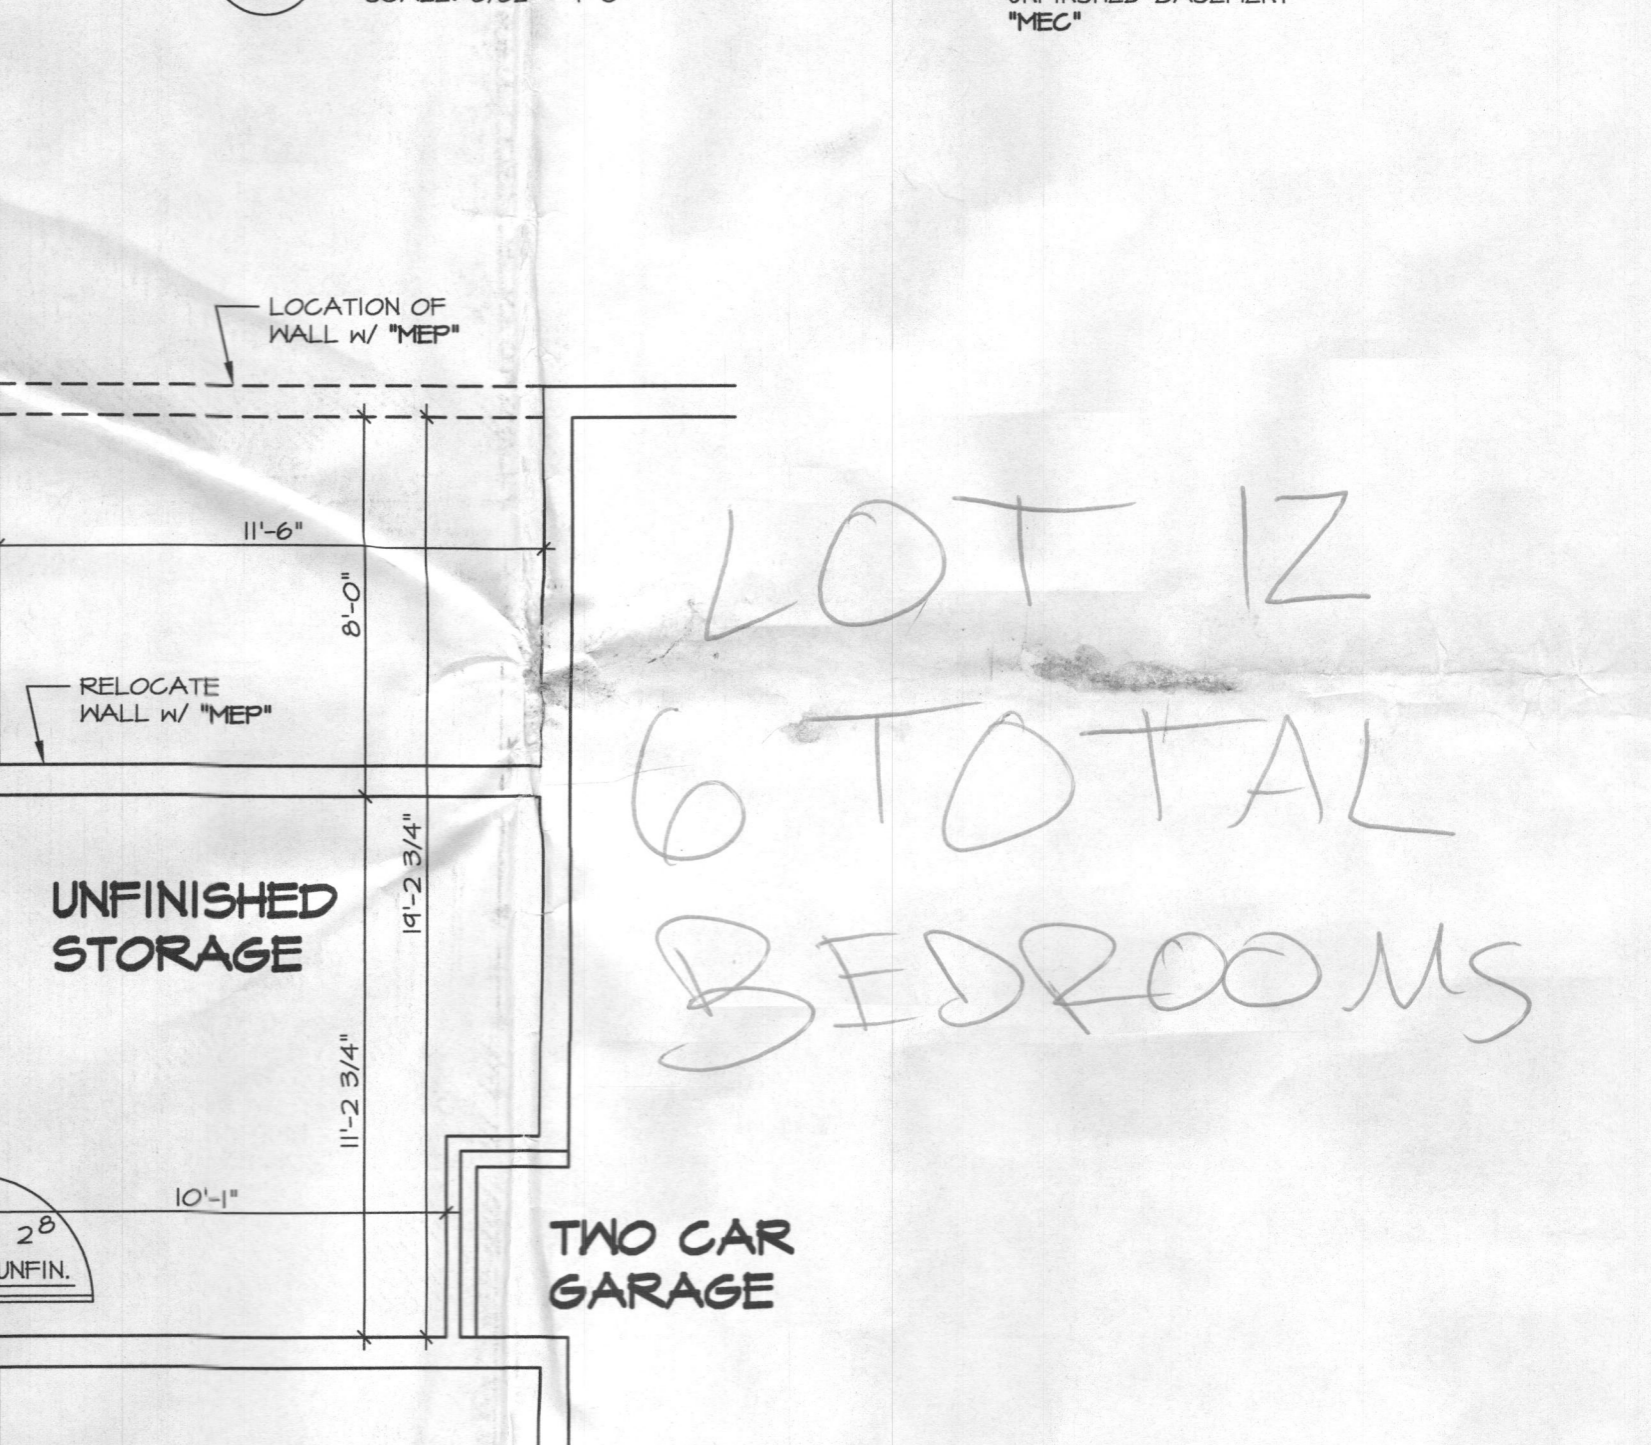 "MEC"
LOCATION OF
WALL w/ "MEP"
11'-6"
8'-0"
LOT 12
RELOCATE
WALL w/ "MEP"
6 TOTAL
19'-2 3/4"
UNFINISHED
STORAGE
BEDROOMS
11'-2 3/4"
10'-1"
2⁸
UNFIN.
TWO CAR
GARAGE